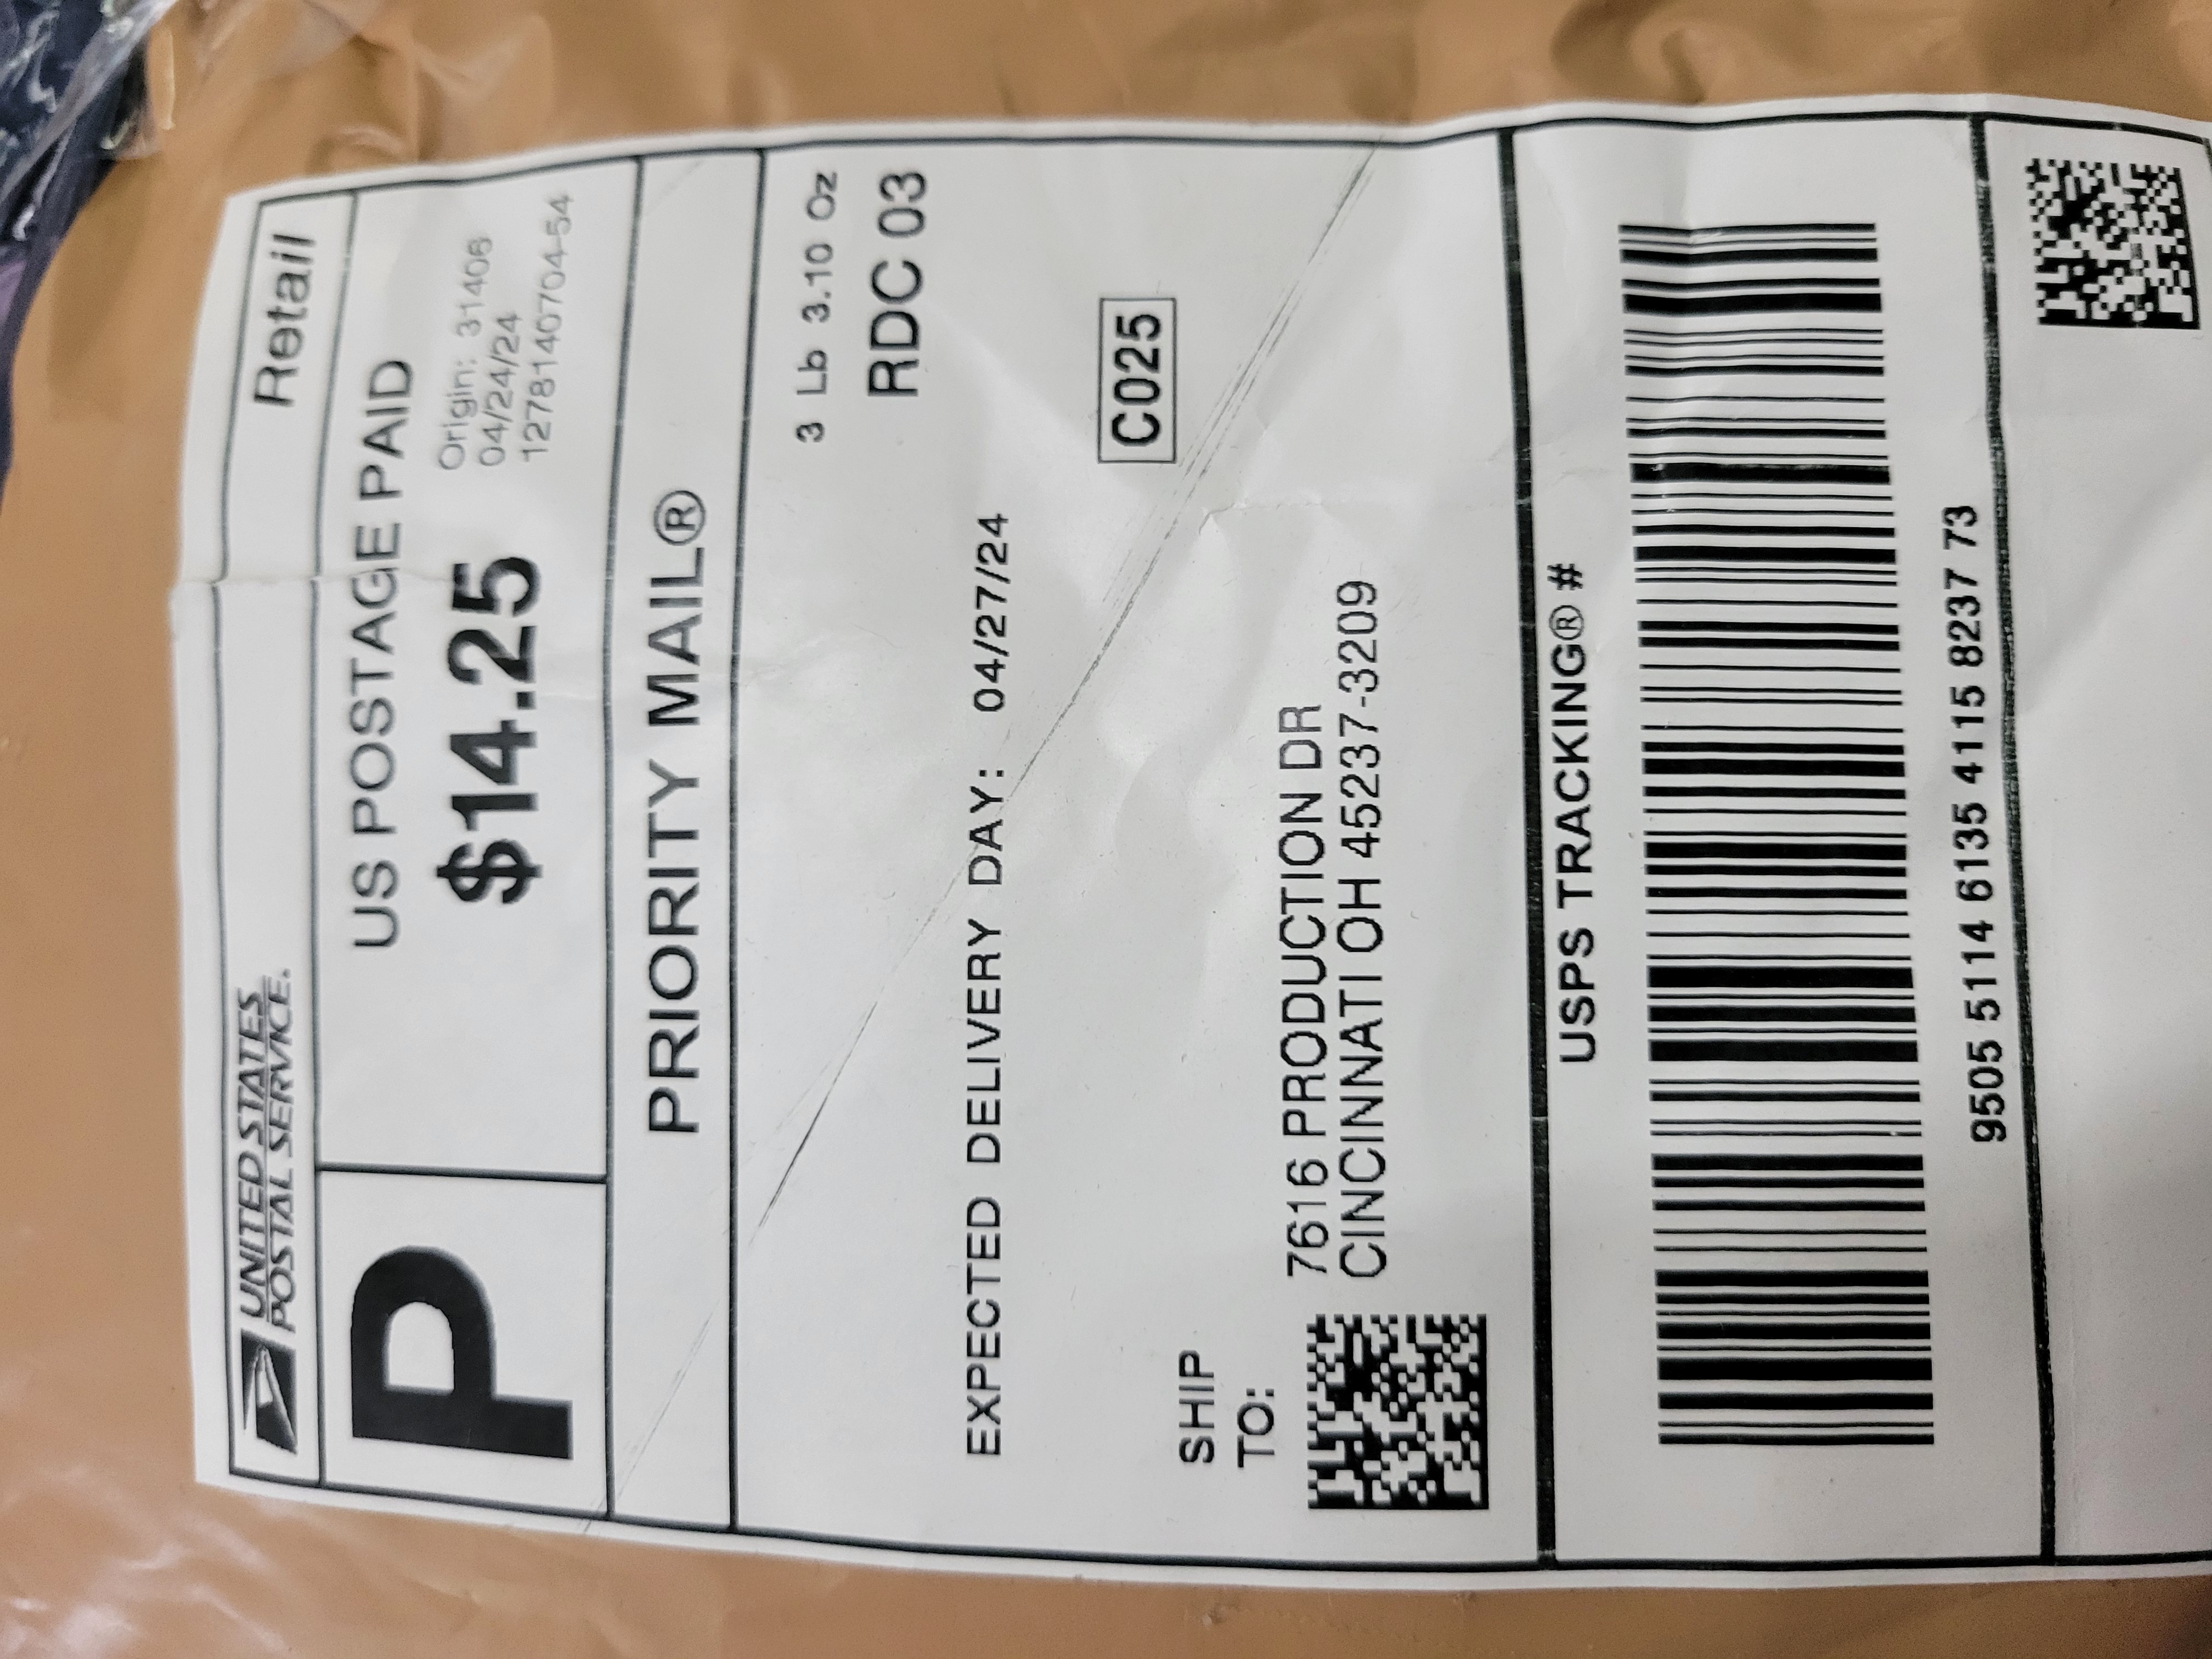 UNITED STATES
POSTAL SERVICE.
Retail
P
US POSTAGE PAID
$14.25
Origin: 31406
04/24/24
1278140704-54
PRIORITY MAIL®
3 Lb 3.10 Oz
RDC 03
EXPECTED DELIVERY DAY: 04/27/24
C025
SHIP
TO:
7616 PRODUCTION DR
CINCINNATI OH 45237-3209
USPS TRACKING® #
9505 5114 6135 4115 8237 73